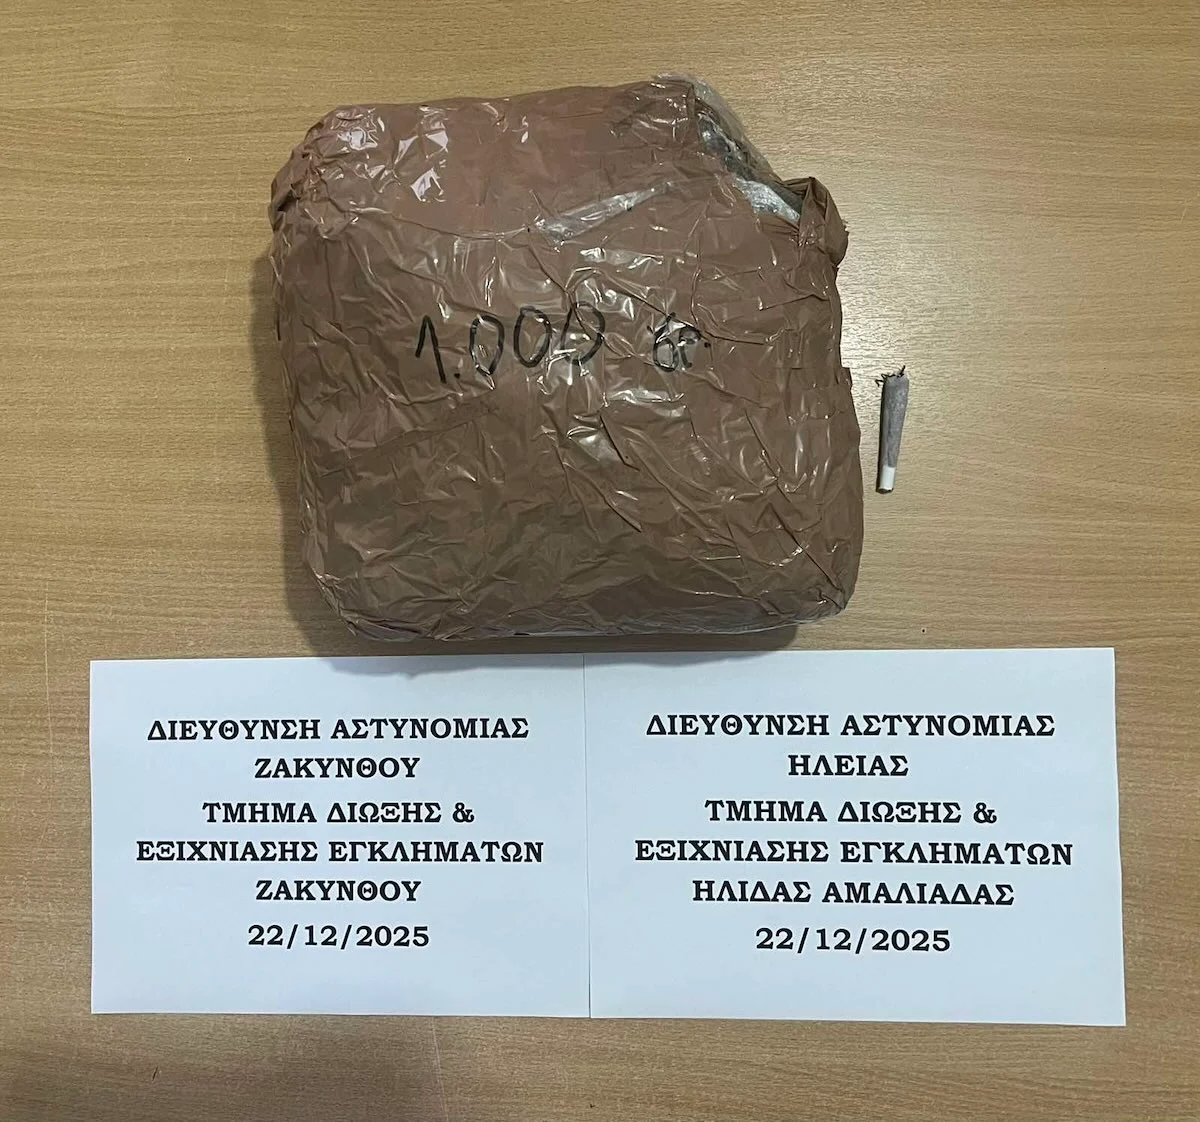 1.000 γρ.
ΔΙΕΥΘΥΝΣΗ ΑΣΤΥΝΟΜΙΑΣ
ΖΑΚΥΝΘΟΥ
ΤΜΗΜΑ ΔΙΩΞΗΣ &
ΕΞΙΧΝΙΑΣΗΣ ΕΓΚΛΗΜΑΤΩΝ
ΖΑΚΥΝΘΟΥ
22/12/2025
ΔΙΕΥΘΥΝΣΗ ΑΣΤΥΝΟΜΙΑΣ
ΗΛΕΙΑΣ
ΤΜΗΜΑ ΔΙΩΞΗΣ &
ΕΞΙΧΝΙΑΣΗΣ ΕΓΚΛΗΜΑΤΩΝ
ΗΛΙΔΑΣ ΑΜΑΛΙΑΔΑΣ
22/12/2025